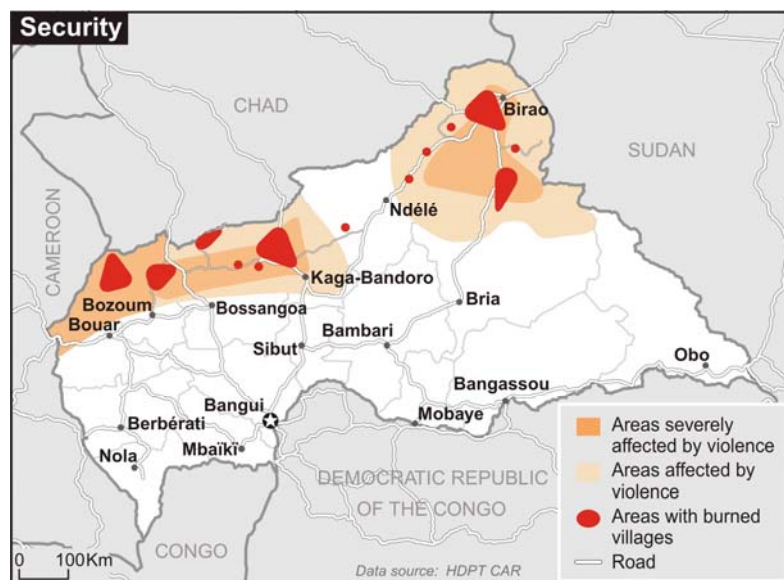 Security
CHAD
Birao
SUDAN
CAMEROON
Ndélé
Kaga-Bandoro
Bozoum
Bossangoa
Bria
Bouar
Sibut
Bambari
Obo
Bangassou
Bangui
Mobaye
Berbérati
Mbaïkï
Nola
DEMOCRATIC REPUBLIC
OF THE CONGO
CONGO
Areas severely
affected by violence
Areas affected by
violence
Areas with burned
villages
Road
0 100Km
Data source: HDPT CAR